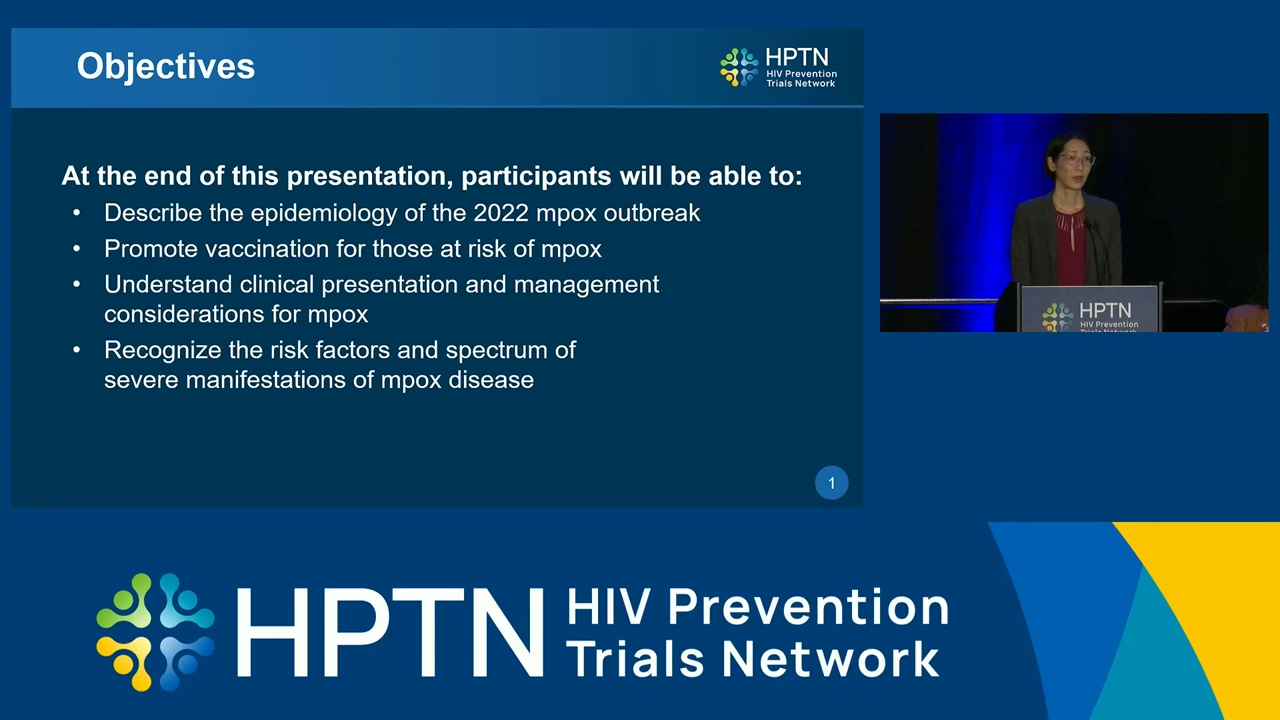 Objectives
HPTN
HIV Prevention
Trials Network
At the end of this presentation, participants will be able to:
• Describe the epidemiology of the 2022 mpox outbreak
• Promote vaccination for those at risk of mpox
• Understand clinical presentation and management
considerations for mpox
• Recognize the risk factors and spectrum of
severe manifestations of mpox disease
1
HPTN
HIV Prevention
Trials Network
HPTN
HIV Prevention
Trials Network